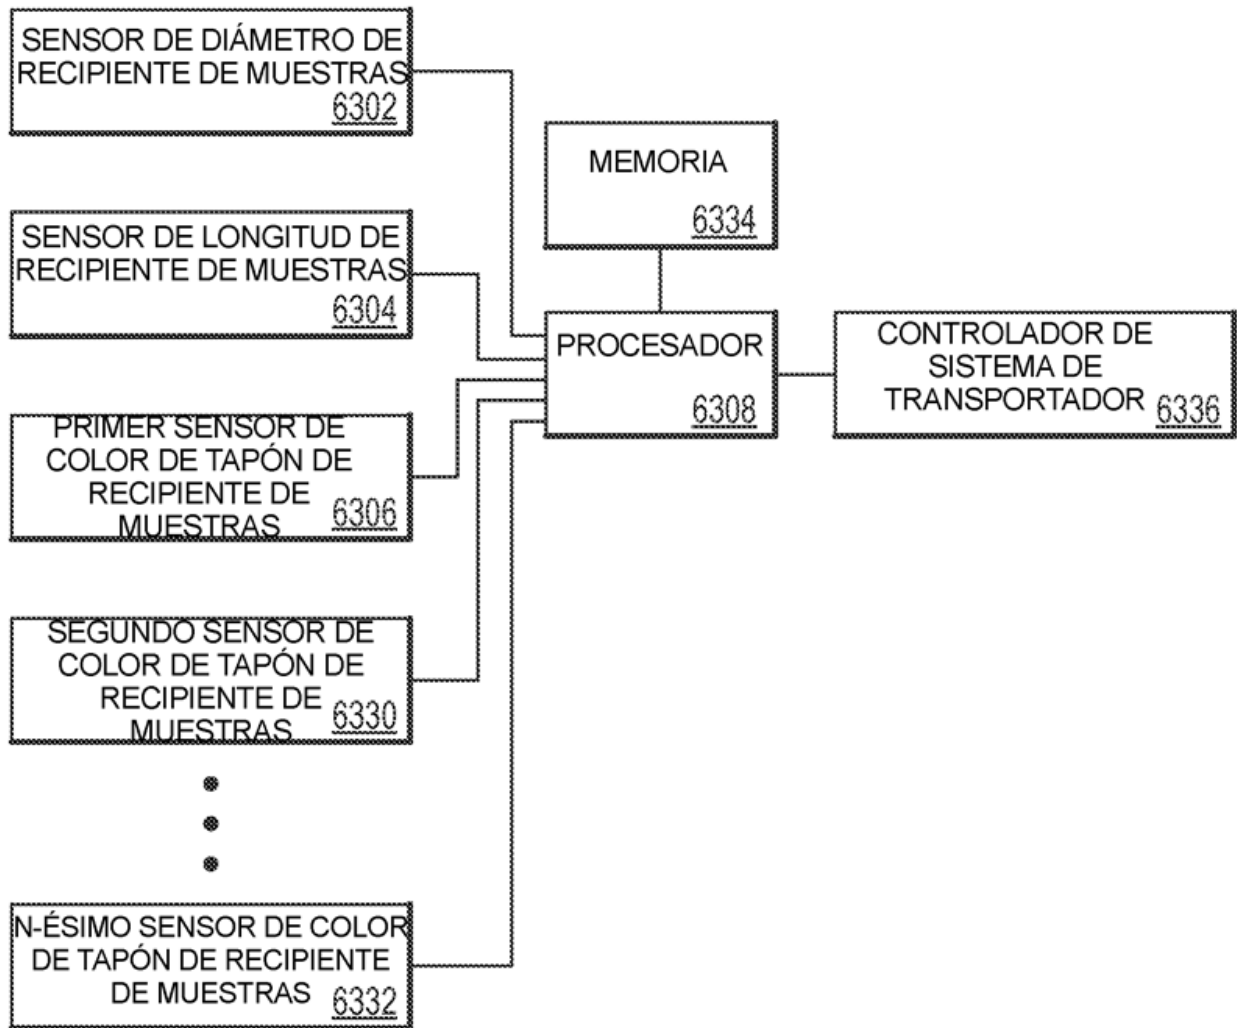 SENSOR DE DIÁMETRO DE
RECIPIENTE DE MUESTRAS
6302
SENSOR DE LONGITUD DE
RECIPIENTE DE MUESTRAS
6304
PRIMER SENSOR DE
COLOR DE TAPÓN DE
RECIPIENTE DE
MUESTRAS
6306
SEGUNDO SENSOR DE
COLOR DE TAPÓN DE
RECIPIENTE DE
MUESTRAS
6330
N-ÉSIMO SENSOR DE COLOR
DE TAPÓN DE RECIPIENTE
DE MUESTRAS
6332
MEMORIA
6334
PROCESADOR
6308
CONTROLADOR DE
SISTEMA DE
TRANSPORTADOR
6336